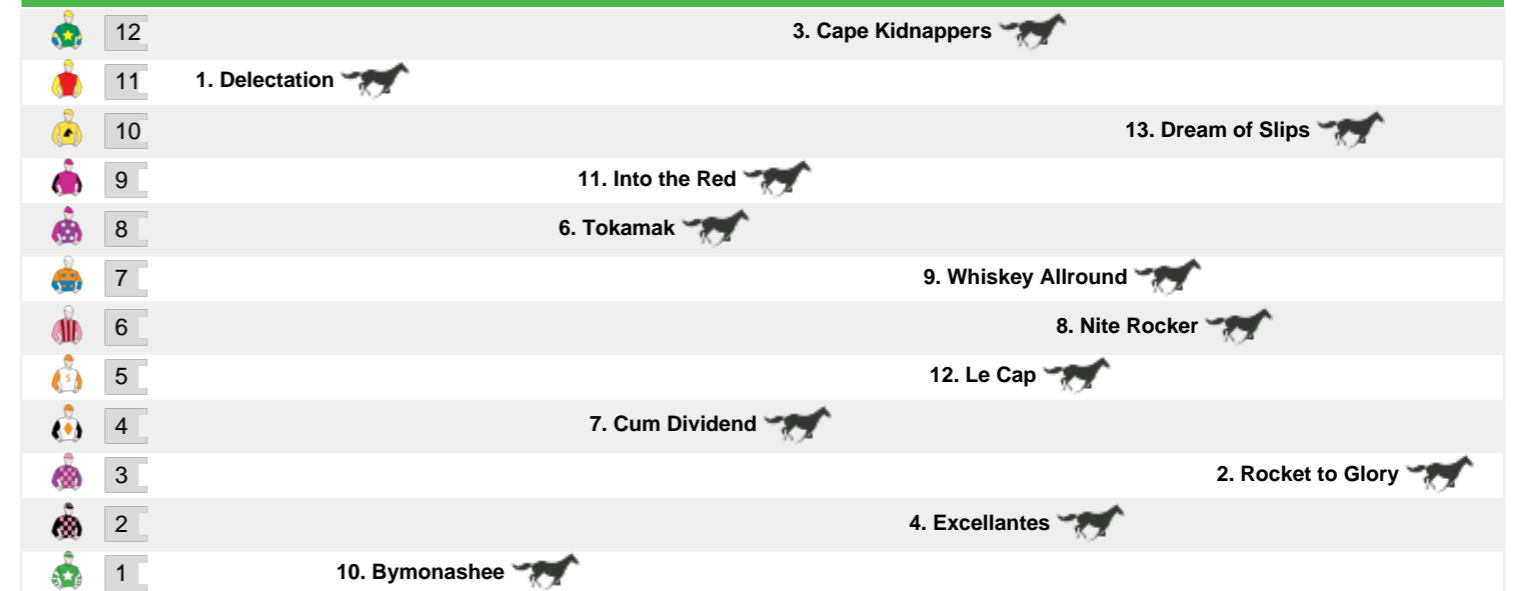 12 3. Cape Kidnappers
11 1. Delectation
10 13. Dream of Slips
9 11. Into the Red
8 6. Tokamak
7 9. Whiskey Allround
6 8. Nite Rocker
5 12. Le Cap
4 7. Cum Dividend
3 2. Rocket to Glory
2 4. Excellantes
1 10. Bymonashee